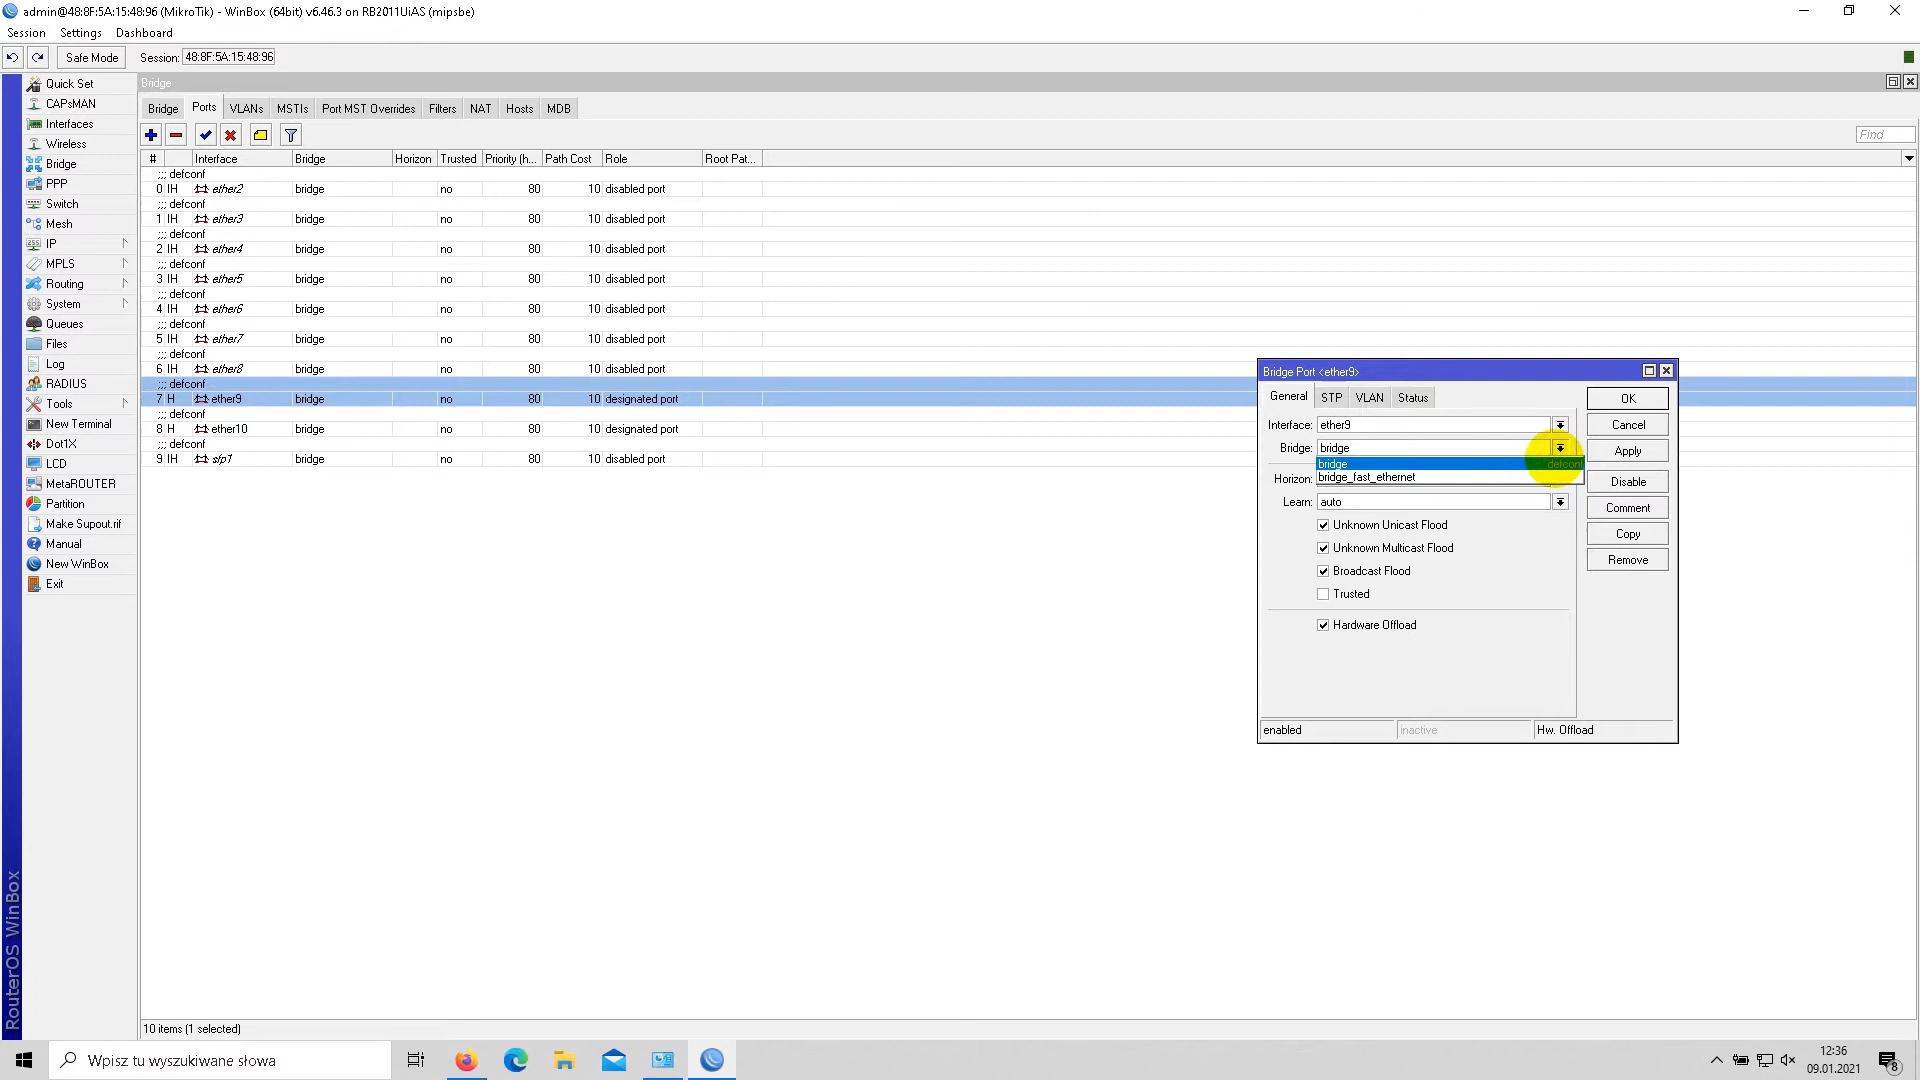 admin@48:8F:5A:15:48:96 (MikroTik) - WinBox (64bit) v6.46.3 on RB2011UiAS (mipsbe)
Session Settings Dashboard
Safe Mode Session: 48:8F:5A:15:48:96
Quick Set
CAPsMAN
Interfaces
Wireless
Bridge
PPP
Switch
Mesh
IP
MPLS
Routing
System
Queues
Files
Log
RADIUS
Tools
New Terminal
Dot1X
LCD
MetaROUTER
Partition
Make Supout.rif
Manual
New WinBox
Exit
RouterOS WinBox
Bridge
Bridge Ports VLANs MSTIs Port MST Overrides Filters NAT Hosts MDB
Find
# Interface Bridge Horizon Trusted Priority (h... Path Cost Role Root Pat...
;;; defconf
0 IH ether2 bridge no 80 10 disabled port
;;; defconf
1 IH ether3 bridge no 80 10 disabled port
;;; defconf
2 IH ether4 bridge no 80 10 disabled port
;;; defconf
3 IH ether5 bridge no 80 10 disabled port
;;; defconf
4 IH ether6 bridge no 80 10 disabled port
;;; defconf
5 IH ether7 bridge no 80 10 disabled port
;;; defconf
6 IH ether8 bridge no 80 10 disabled port
;;; defconf
7 H ether9 bridge no 80 10 designated port
;;; defconf
8 H ether10 bridge no 80 10 designated port
;;; defconf
9 IH sfp1 bridge no 80 10 disabled port
10 items (1 selected)
Bridge Port <ether9>
General STP VLAN Status
Interface: ether9
Bridge: bridge
bridge defconf
bridge_fast_ethernet
Horizon:
Learn: auto
Unknown Unicast Flood
Unknown Multicast Flood
Broadcast Flood
Trusted
Hardware Offload
OK
Cancel
Apply
Disable
Comment
Copy
Remove
enabled inactive Hw. Offload
Wpisz tu wyszukiwane słowa
12:36
09.01.2021
8